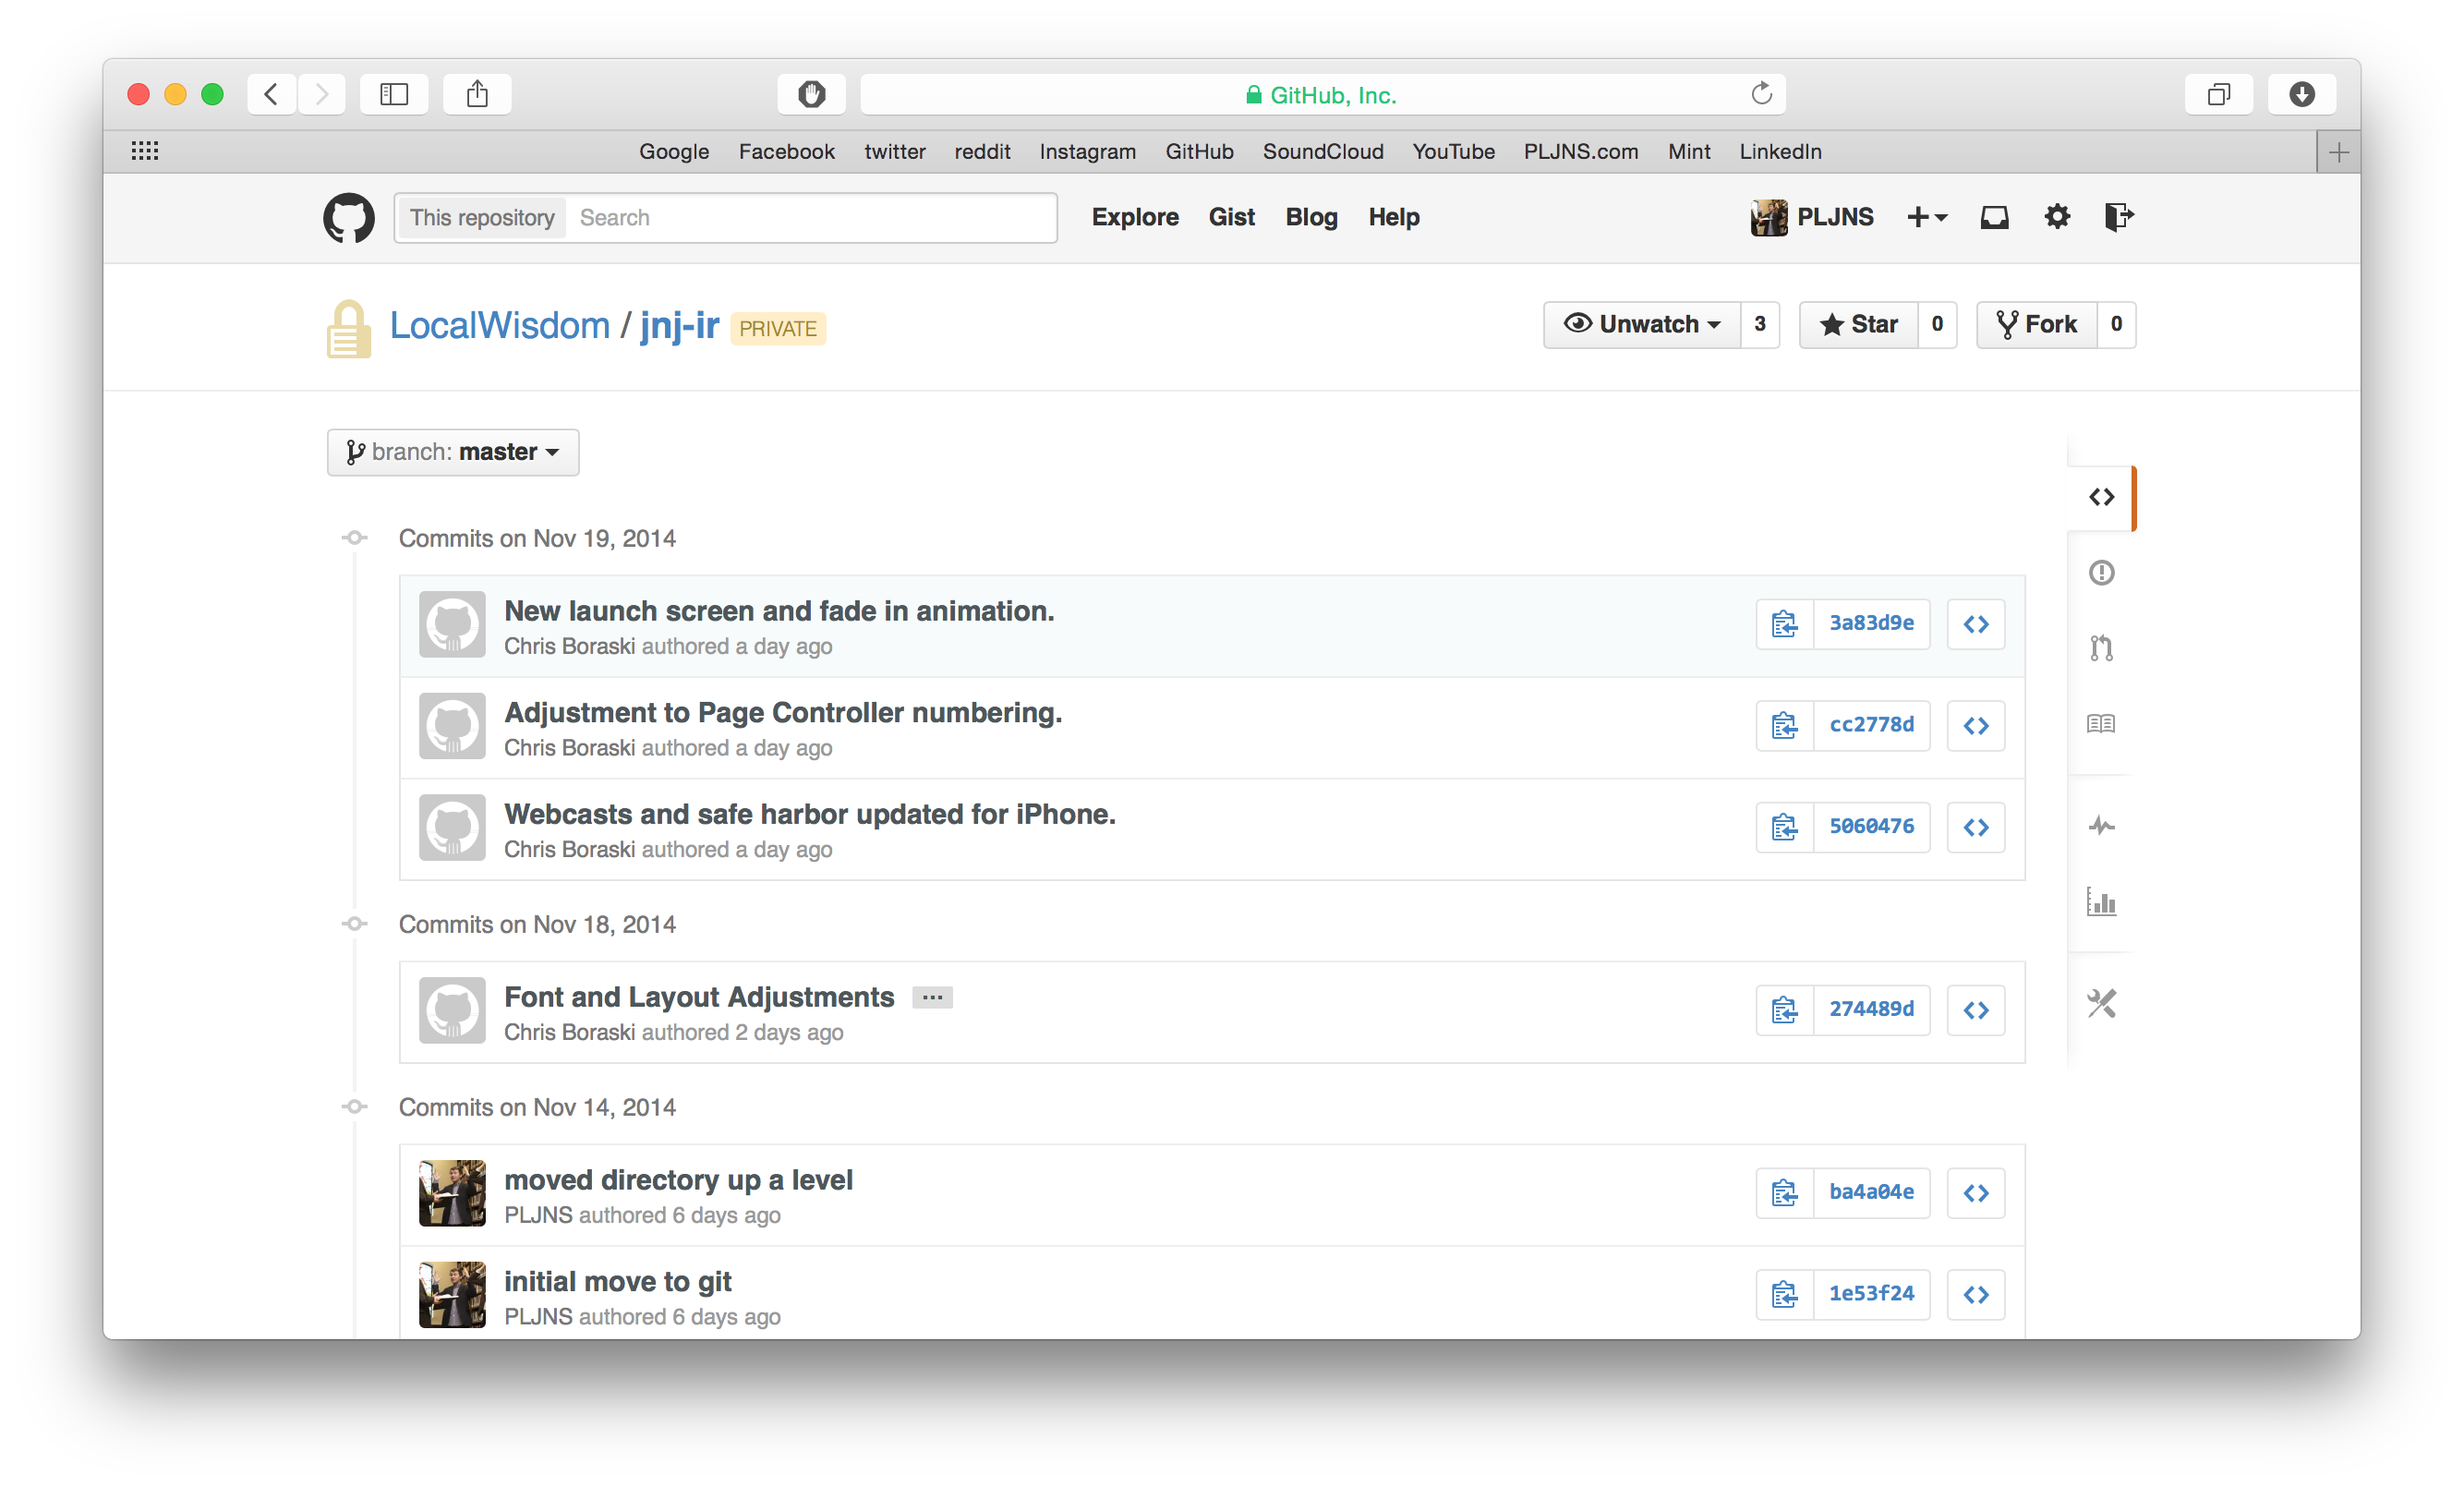 GitHub, Inc.
Google Facebook twitter reddit Instagram GitHub SoundCloud YouTube PLJNS.com Mint LinkedIn
This repository Search Explore Gist Blog Help PLJNS
LocalWisdom / jnj-ir PRIVATE Unwatch 3 Star 0 Fork 0
branch: master
Commits on Nov 19, 2014
New launch screen and fade in animation.
Chris Boraski authored a day ago
3a83d9e
Adjustment to Page Controller numbering.
Chris Boraski authored a day ago
cc2778d
Webcasts and safe harbor updated for iPhone.
Chris Boraski authored a day ago
5060476
Commits on Nov 18, 2014
Font and Layout Adjustments ...
Chris Boraski authored 2 days ago
274489d
Commits on Nov 14, 2014
moved directory up a level
PLJNS authored 6 days ago
ba4a04e
initial move to git
PLJNS authored 6 days ago
1e53f24